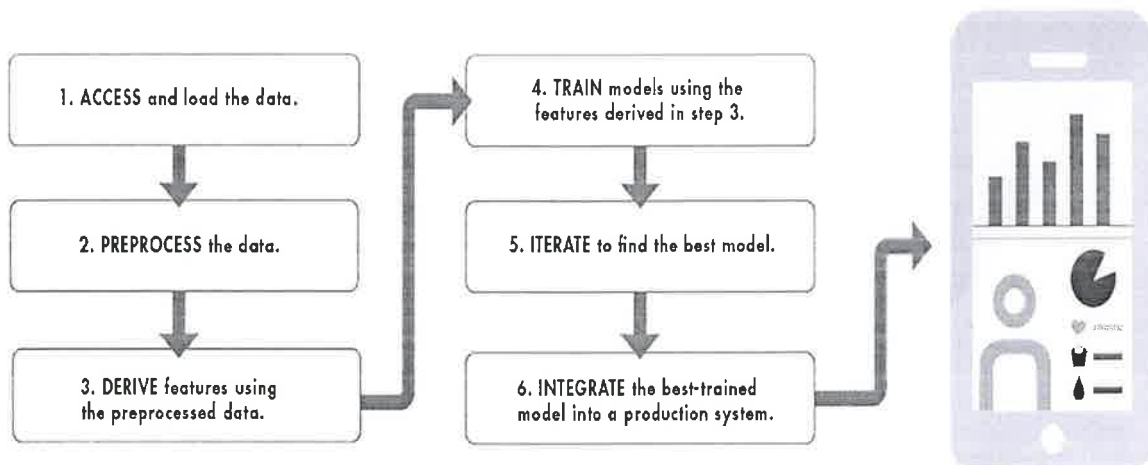 1. ACCESS and load the data.
2. PREPROCESS the data.
3. DERIVE features using
the preprocessed data.
4. TRAIN models using the
features derived in step 3.
5. ITERATE to find the best model.
6. INTEGRATE the best-trained
model into a production system.